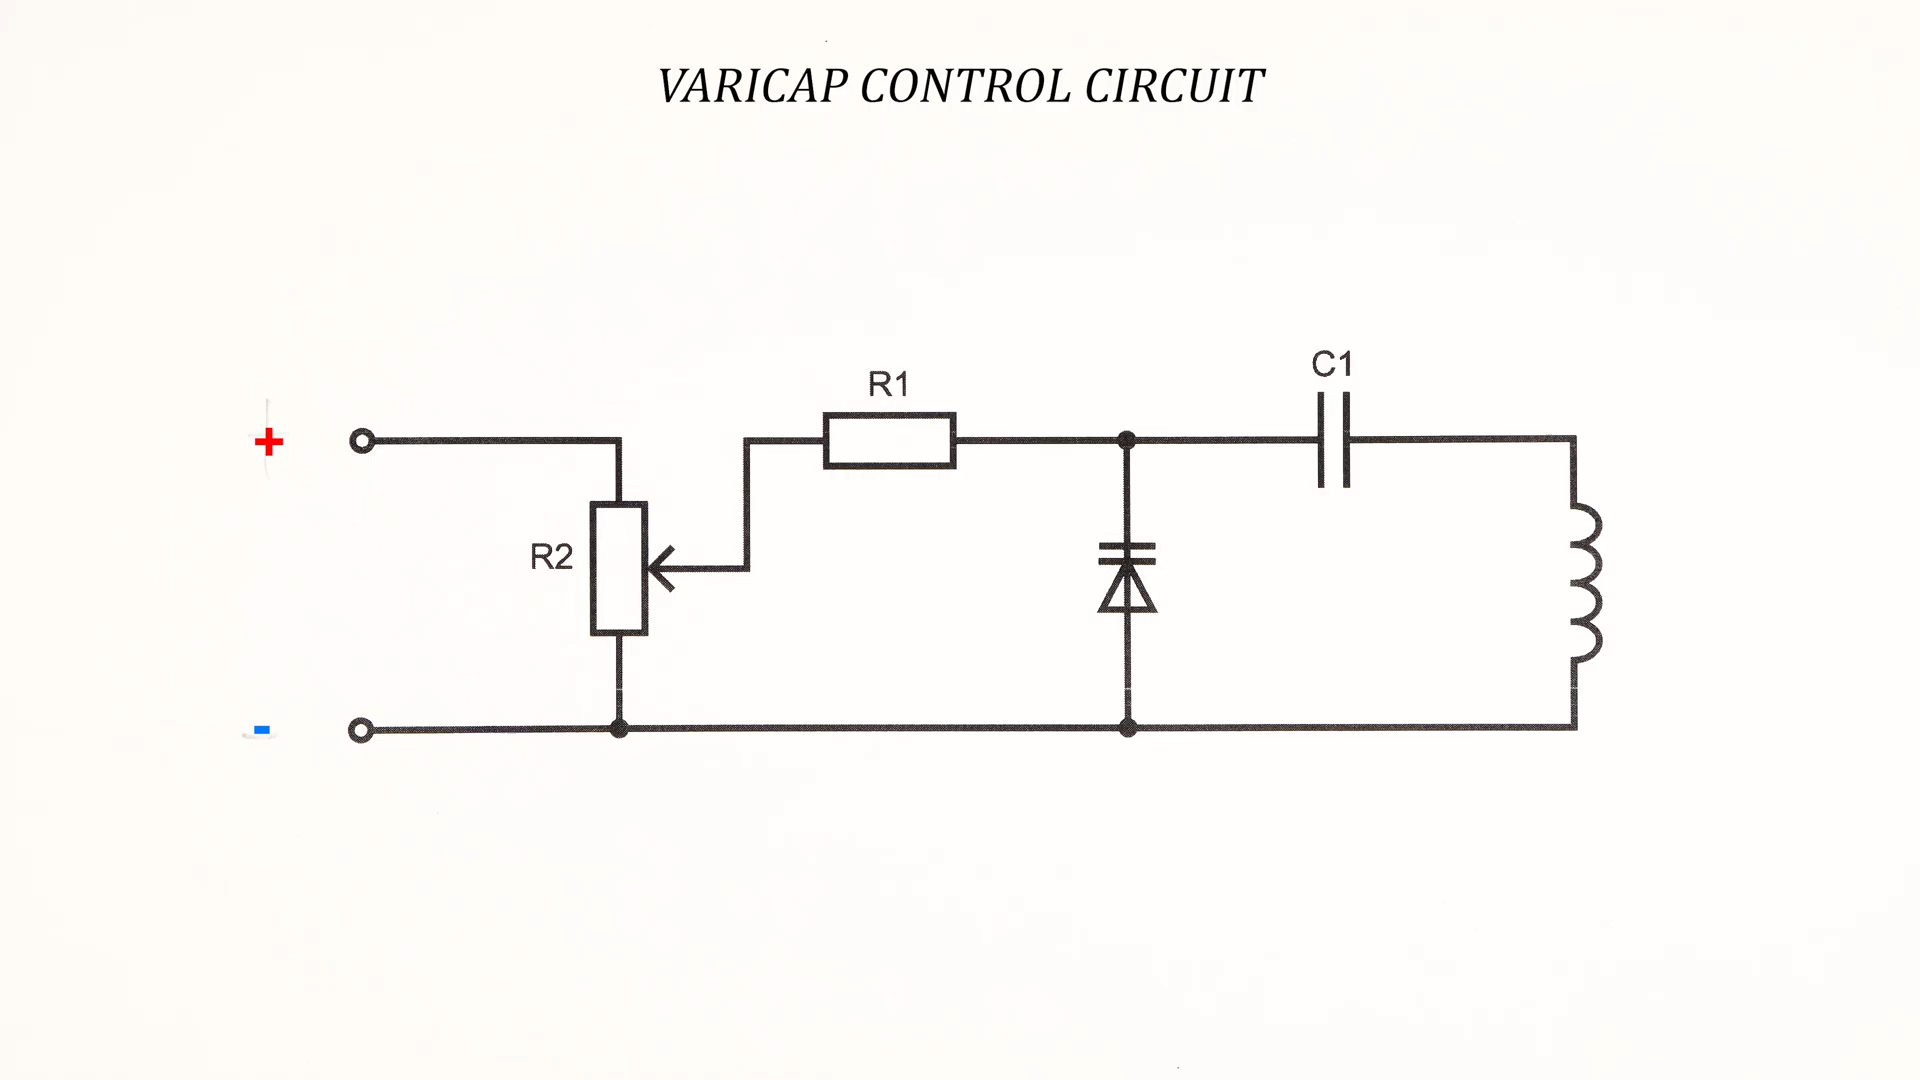 VARICAP CONTROL CIRCUIT
C1
R1
+
R2
-